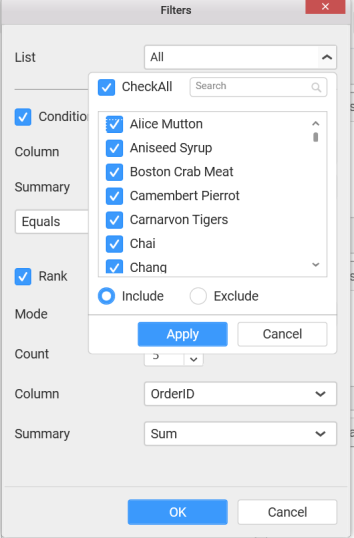 Filters
List All
CheckAll Search
Condition
Alice Mutton
Aniseed Syrup
Column
Boston Crab Meat
Summary
Camembert Pierrot
Equals
Carnarvon Tigers
Chai
Rank
Chang
Include Exclude
Mode
Apply Cancel
Count 5
Column OrderID
Summary Sum
OK Cancel